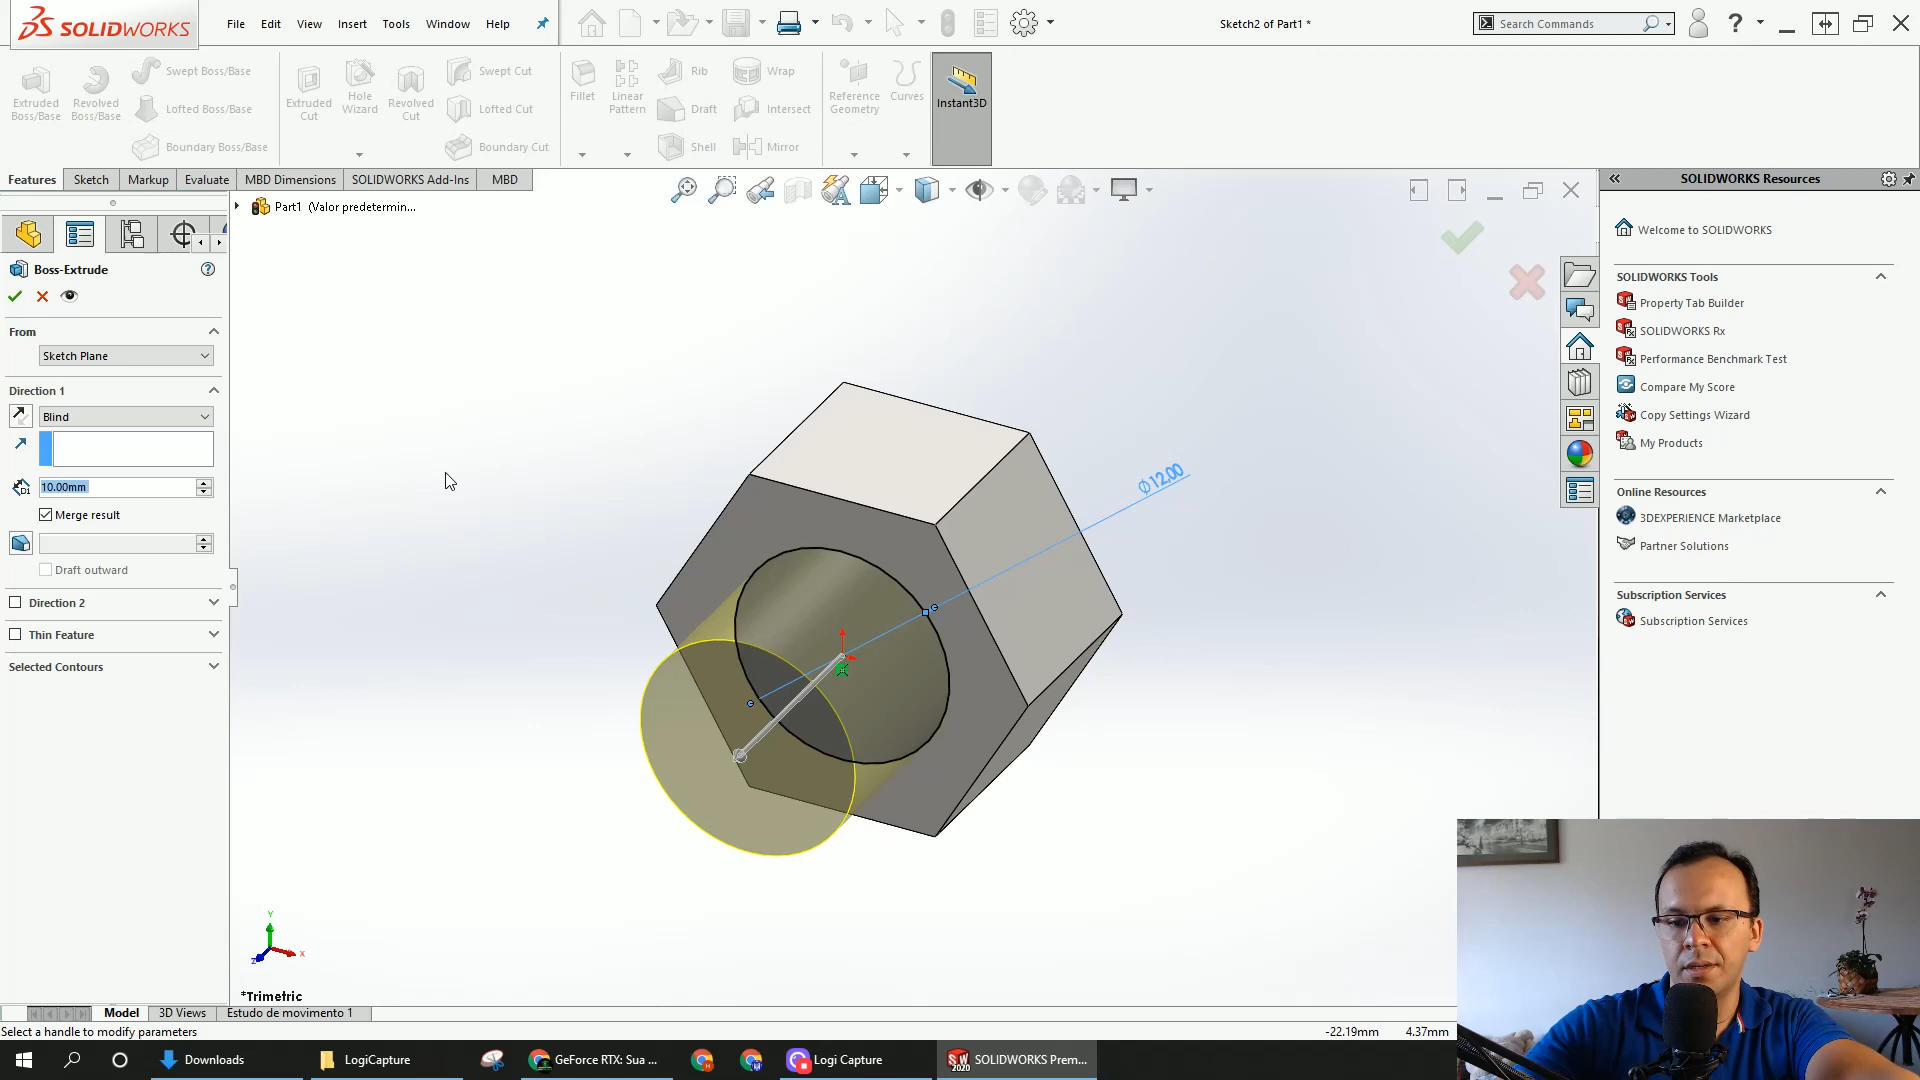 SOLIDWORKS
File Edit View Insert Tools Window Help
Sketch2 of Part1 *
Search Commands
?
Extruded Boss/Base
Revolved Boss/Base
Swept Boss/Base
Lofted Boss/Base
Boundary Boss/Base
Extruded Cut
Hole Wizard
Revolved Cut
Swept Cut
Lofted Cut
Boundary Cut
Fillet
Linear Pattern
Rib
Draft
Shell
Wrap
Intersect
Mirror
Reference Geometry
Curves
Instant3D
Features Sketch Markup Evaluate MBD Dimensions SOLIDWORKS Add-Ins MBD
Part1 (Valor predetermin...
Boss-Extrude
From
Sketch Plane
Direction 1
Blind
D1
10.00mm
Merge result
Draft outward
Direction 2
Thin Feature
Selected Contours
Ø12,00
Y
X
Z
*Trimetric
SOLIDWORKS Resources
Welcome to SOLIDWORKS
SOLIDWORKS Tools
Property Tab Builder
SOLIDWORKS Rx
Performance Benchmark Test
Compare My Score
Copy Settings Wizard
My Products
Online Resources
3DEXPERIENCE Marketplace
Partner Solutions
Subscription Services
Subscription Services
Model 3D Views Estudo de movimento 1
Select a handle to modify parameters
-22.19mm 4.37mm
Downloads
LogiCapture
GeForce RTX: Sua ...
Logi Capture
SW 2020
SOLIDWORKS Prem...